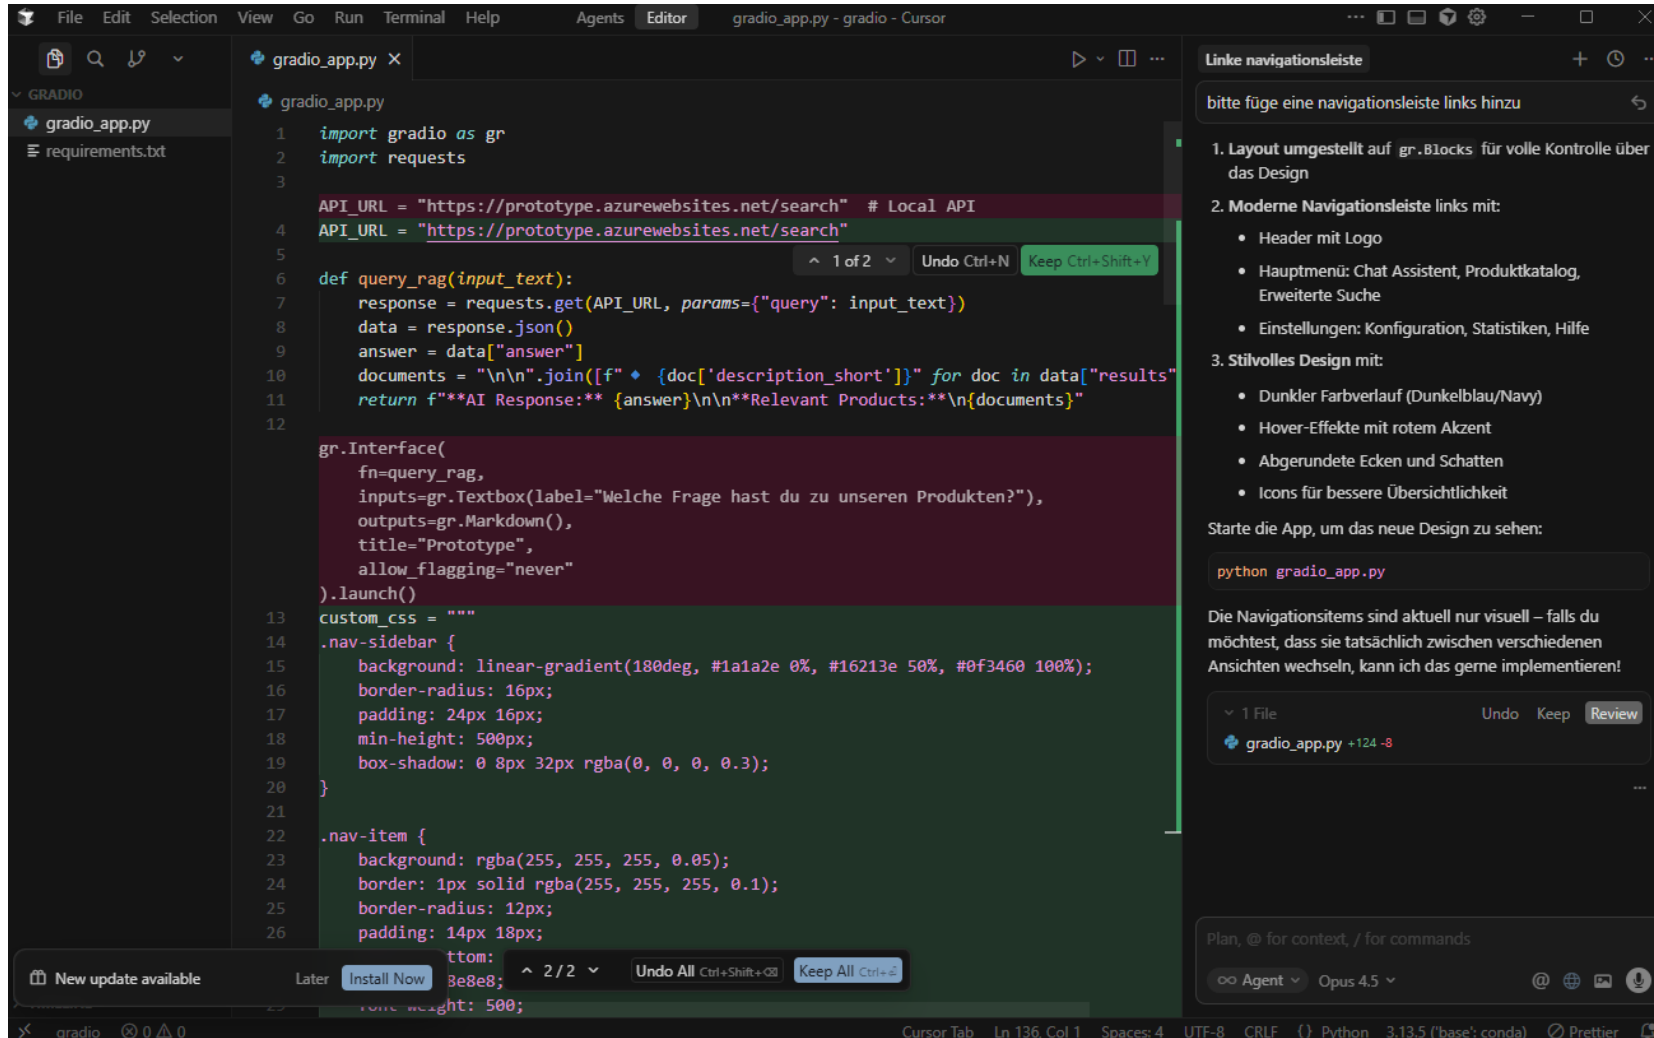 File Edit Selection View Go Run Terminal Help Agents Editor gradio_app.py - gradio - Cursor
GRADIO
gradio_app.py
requirements.txt
gradio_app.py
gradio_app.py
1 import gradio as gr
2 import requests
3
API_URL = "https://prototype.azurewebsites.net/search"  # Local API
4 API_URL = "https://prototype.azurewebsites.net/search"
5
1 of 2 Undo Ctrl+N Keep Ctrl+Shift+Y
6 def query_rag(input_text):
7     response = requests.get(API_URL, params={"query": input_text})
8     data = response.json()
9     answer = data["answer"]
10     documents = "\n\n".join([f"🔹 {doc['description_short']}" for doc in data["results"
11     return f"**AI Response:** {answer}\n\n**Relevant Products:**\n{documents}"
12
gr.Interface(
    fn=query_rag,
    inputs=gr.Textbox(label="Welche Frage hast du zu unseren Produkten?"),
    outputs=gr.Markdown(),
    title="Prototype",
    allow_flagging="never"
).launch()
13 custom_css = """
14 .nav-sidebar {
15     background: linear-gradient(180deg, #1a1a2e 0%, #16213e 50%, #0f3460 100%);
16     border-radius: 16px;
17     padding: 24px 16px;
18     min-height: 500px;
19     box-shadow: 0 8px 32px rgba(0, 0, 0, 0.3);
20 }
21
22 .nav-item {
23     background: rgba(255, 255, 255, 0.05);
24     border: 1px solid rgba(255, 255, 255, 0.1);
25     border-radius: 12px;
26     padding: 14px 18px;
ttom:
8e8e8;
font-weight: 500;
2/2 Undo All Ctrl+Shift+⌫ Keep All Ctrl+⏎
New update available Later Install Now
Linke navigationsleiste
bitte füge eine navigationsleiste links hinzu
1. Layout umgestellt auf gr.Blocks für volle Kontrolle über
das Design
2. Moderne Navigationsleiste links mit:
• Header mit Logo
• Hauptmenü: Chat Assistent, Produktkatalog,
Erweiterte Suche
• Einstellungen: Konfiguration, Statistiken, Hilfe
3. Stilvolles Design mit:
• Dunkler Farbverlauf (Dunkelblau/Navy)
• Hover-Effekte mit rotem Akzent
• Abgerundete Ecken und Schatten
• Icons für bessere Übersichtlichkeit
Starte die App, um das neue Design zu sehen:
python gradio_app.py
Die Navigationsitems sind aktuell nur visuell – falls du
möchtest, dass sie tatsächlich zwischen verschiedenen
Ansichten wechseln, kann ich das gerne implementieren!
1 File Undo Keep Review
gradio_app.py +124 -8
Plan, @ for context, / for commands
Agent Opus 4.5
gradio 0 0 Cursor Tab Ln 136, Col 1 Spaces: 4 UTF-8 CRLF {} Python 3.13.5 ('base': conda) Prettier